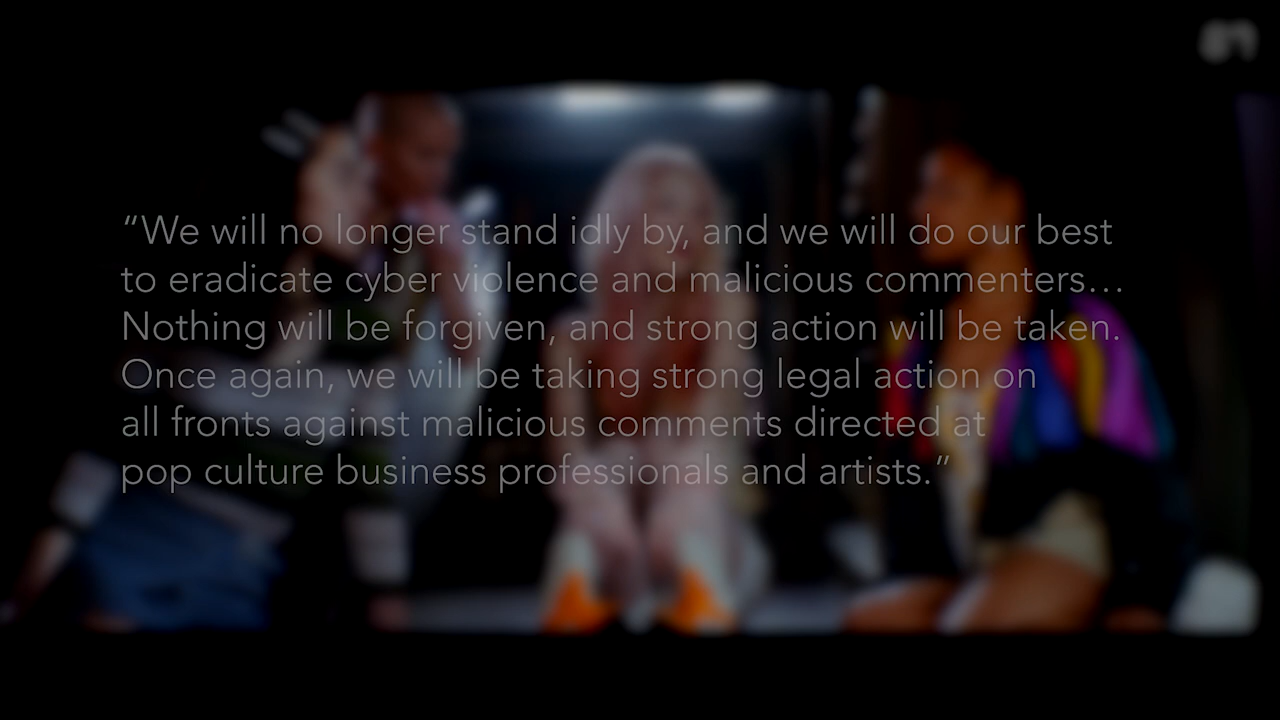 “We will no longer stand idly by, and we will do our best
to eradicate cyber violence and malicious commenters…
Nothing will be forgiven, and strong action will be taken.
Once again, we will be taking strong legal action on
all fronts against malicious comments directed at
pop culture business professionals and artists.”